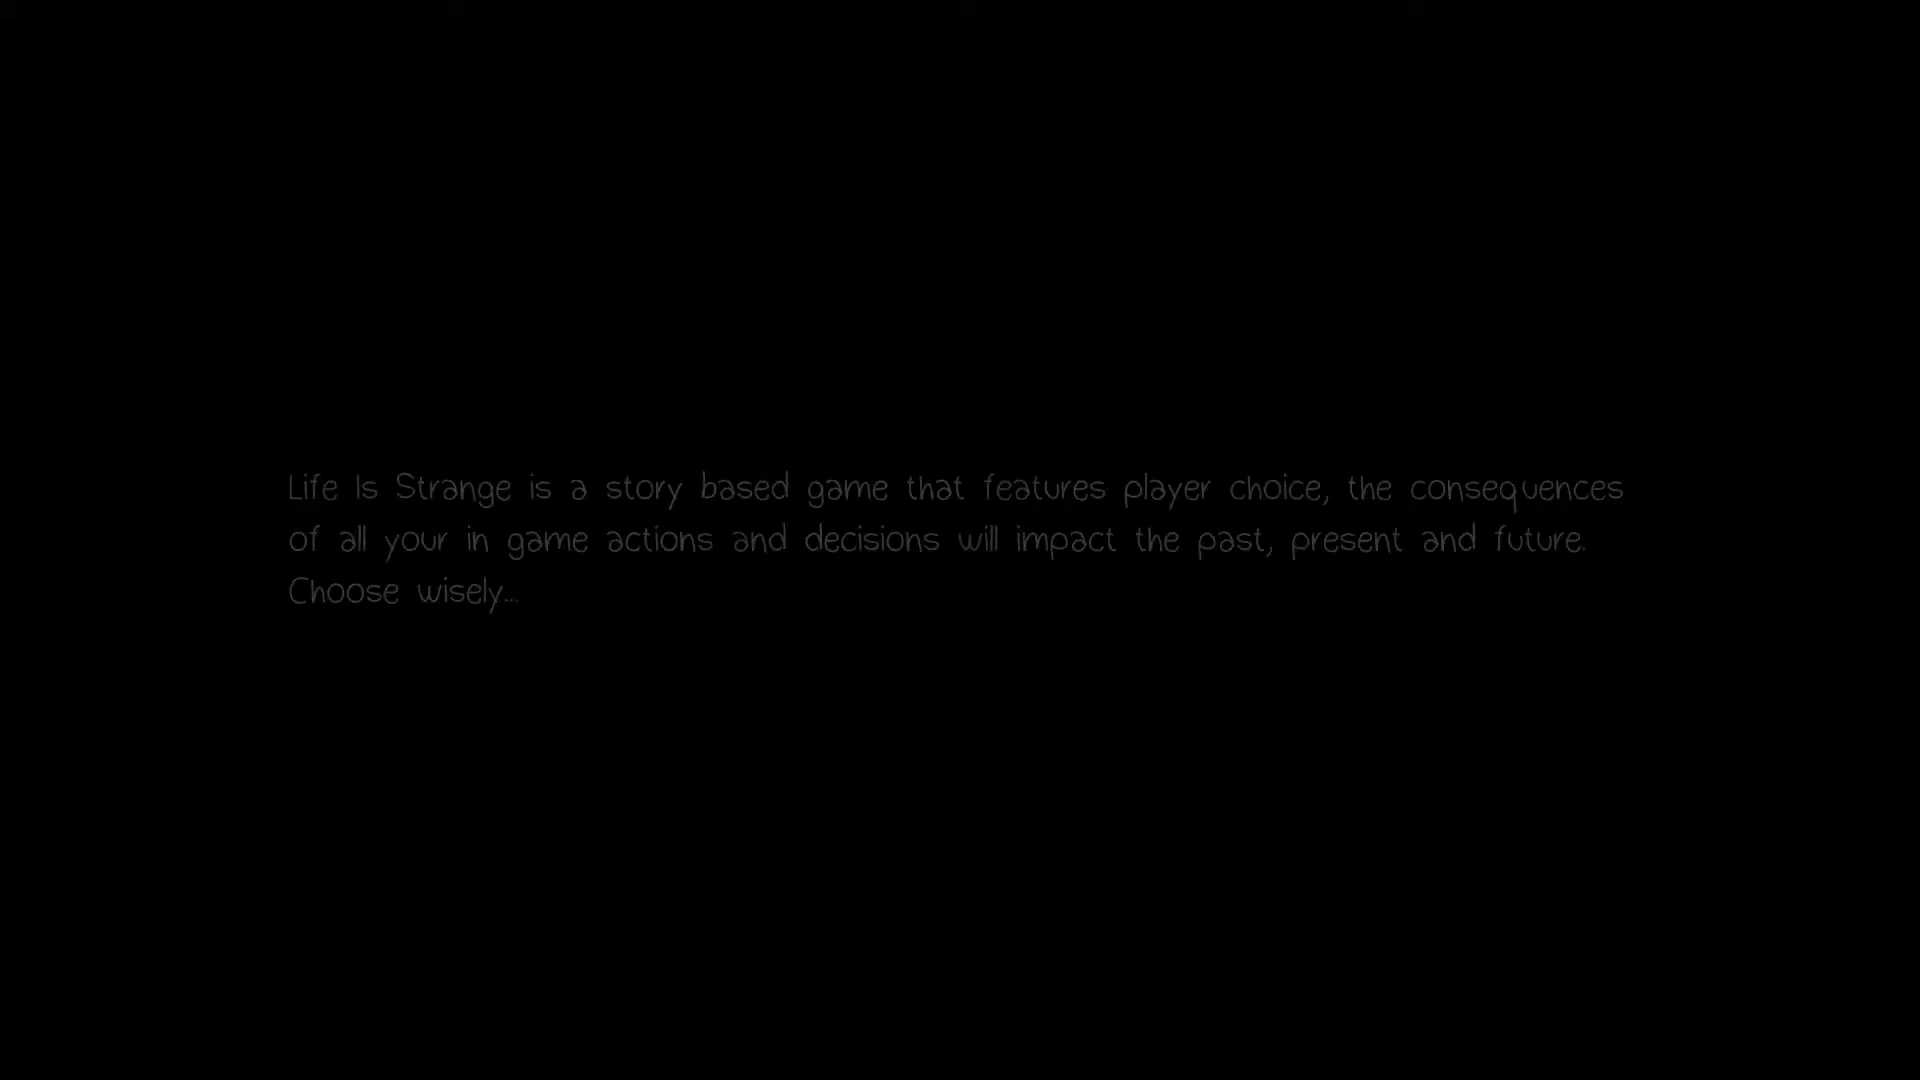 Life Is Strange is a story based game that features player choice, the consequences
of all your in game actions and decisions will impact the past, present and future.
Choose wisely...